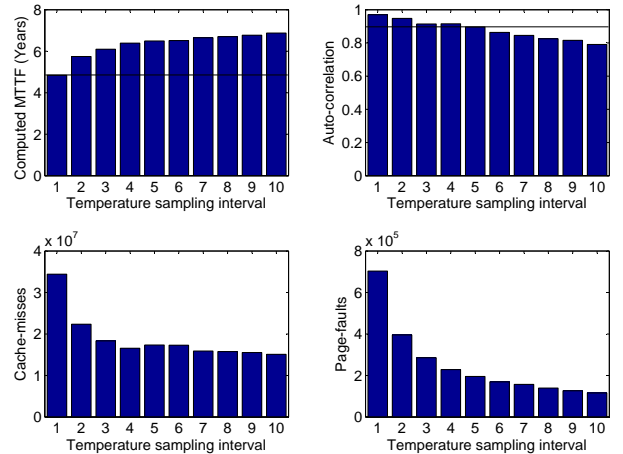 8
6
4
2
0
Computed MTTF (Years)
1 2 3 4 5 6 7 8 9 10
Temperature sampling interval
1
0.8
0.6
0.4
0.2
0
Auto-correlation
1 2 3 4 5 6 7 8 9 10
Temperature sampling interval
x 10^7
4
3
2
1
0
Cache-misses
1 2 3 4 5 6 7 8 9 10
Temperature sampling interval
x 10^5
8
6
4
2
0
Page-faults
1 2 3 4 5 6 7 8 9 10
Temperature sampling interval